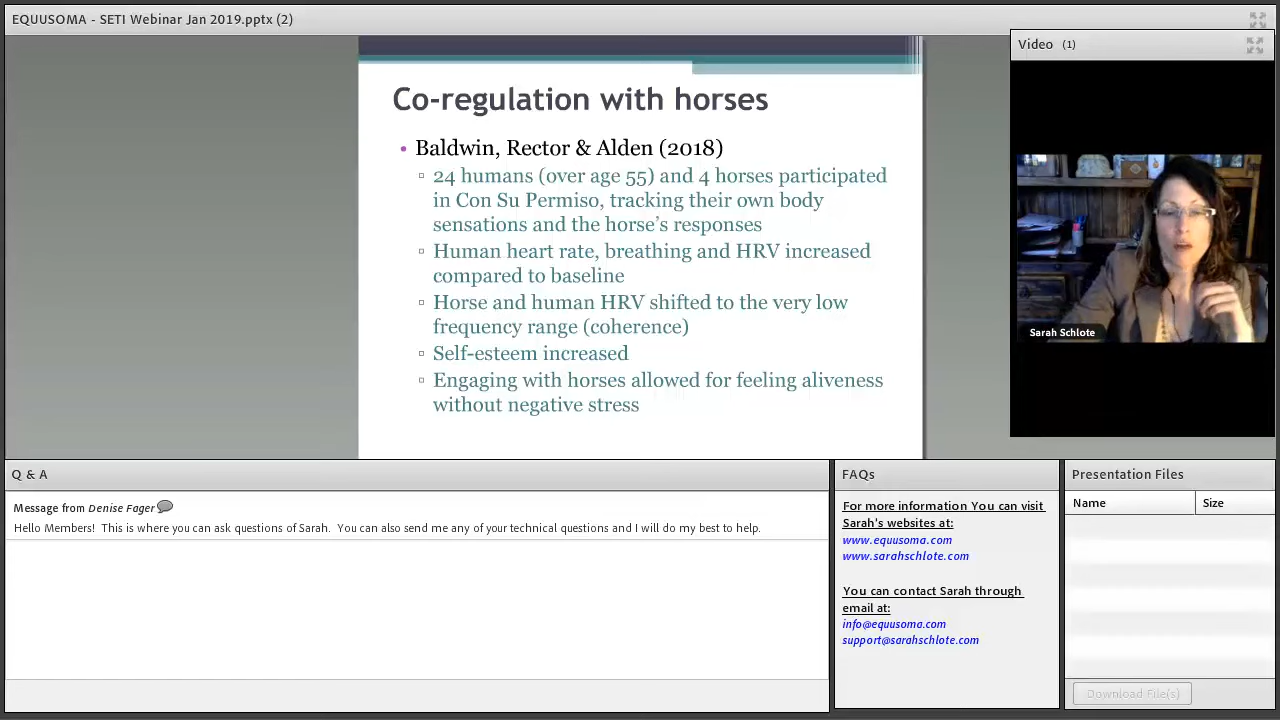 EQUUSOMA - SETI Webinar Jan 2019.pptx (2)
Video (1)
Co-regulation with horses
• Baldwin, Rector & Alden (2018)
▫ 24 humans (over age 55) and 4 horses participated
in Con Su Permiso, tracking their own body
sensations and the horse's responses
▫ Human heart rate, breathing and HRV increased
compared to baseline
▫ Horse and human HRV shifted to the very low
frequency range (coherence)
▫ Self-esteem increased
▫ Engaging with horses allowed for feeling aliveness
without negative stress
Sarah Schlote
Q & A
Message from Denise Fager
Hello Members! This is where you can ask questions of Sarah. You can also send me any of your technical questions and I will do my best to help.
FAQs
For more information You can visit
Sarah's websites at:
www.equusoma.com
www.sarahschlote.com
You can contact Sarah through
email at:
info@equusoma.com
support@sarahschlote.com
Presentation Files
Name Size
Download File(s)